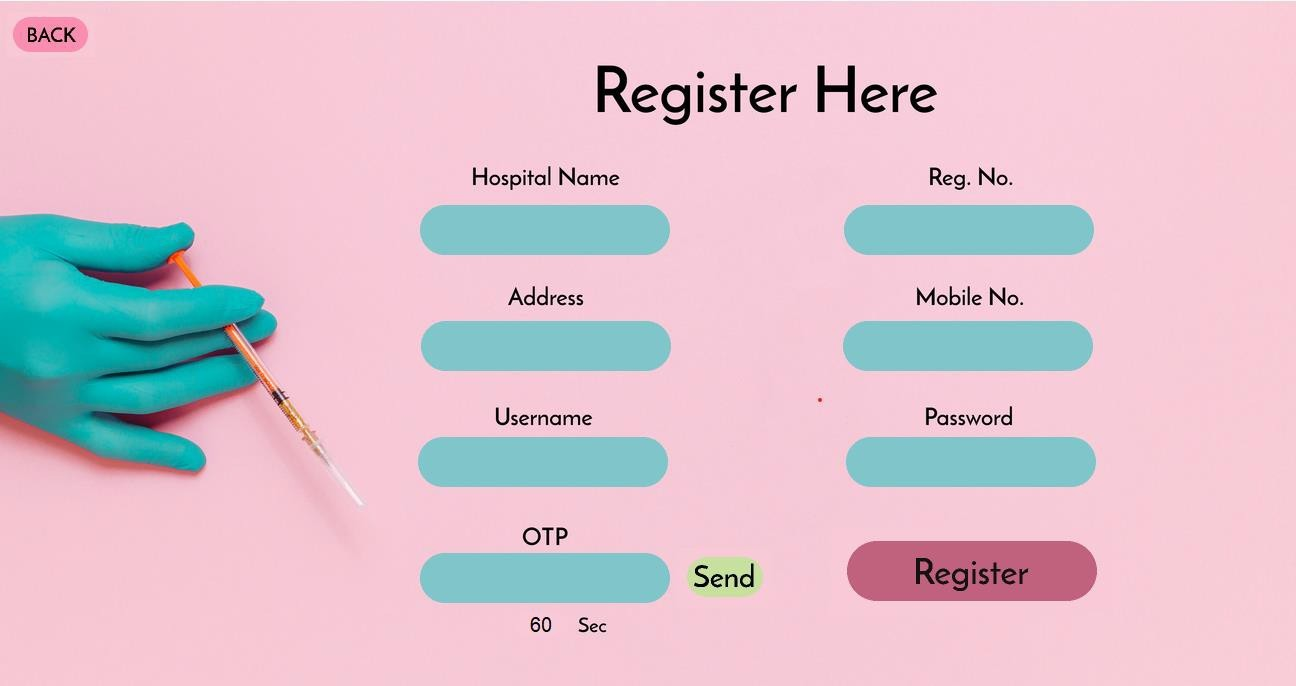 BACK
Register Here
Hospital Name
Reg. No.
Address
Mobile No.
Username
Password
OTP
Send
Register
60 Sec